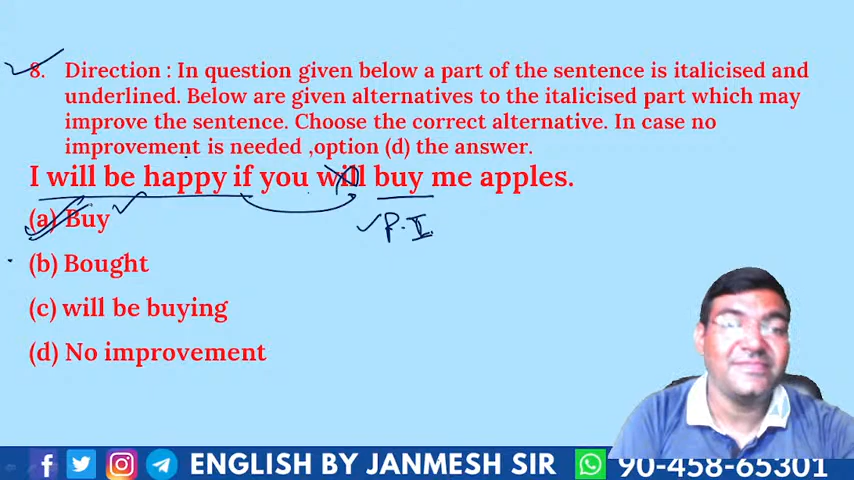 8. Direction : In question given below a part of the sentence is italicised and
underlined. Below are given alternatives to the italicised part which may
improve the sentence. Choose the correct alternative. In case no
improvement is needed ,option (d) the answer.
I will be happy if you will buy me apples.
(a) Buy
P.I.
(b) Bought
(c) will be buying
(d) No improvement
ENGLISH BY JANMESH SIR 90-458-65301